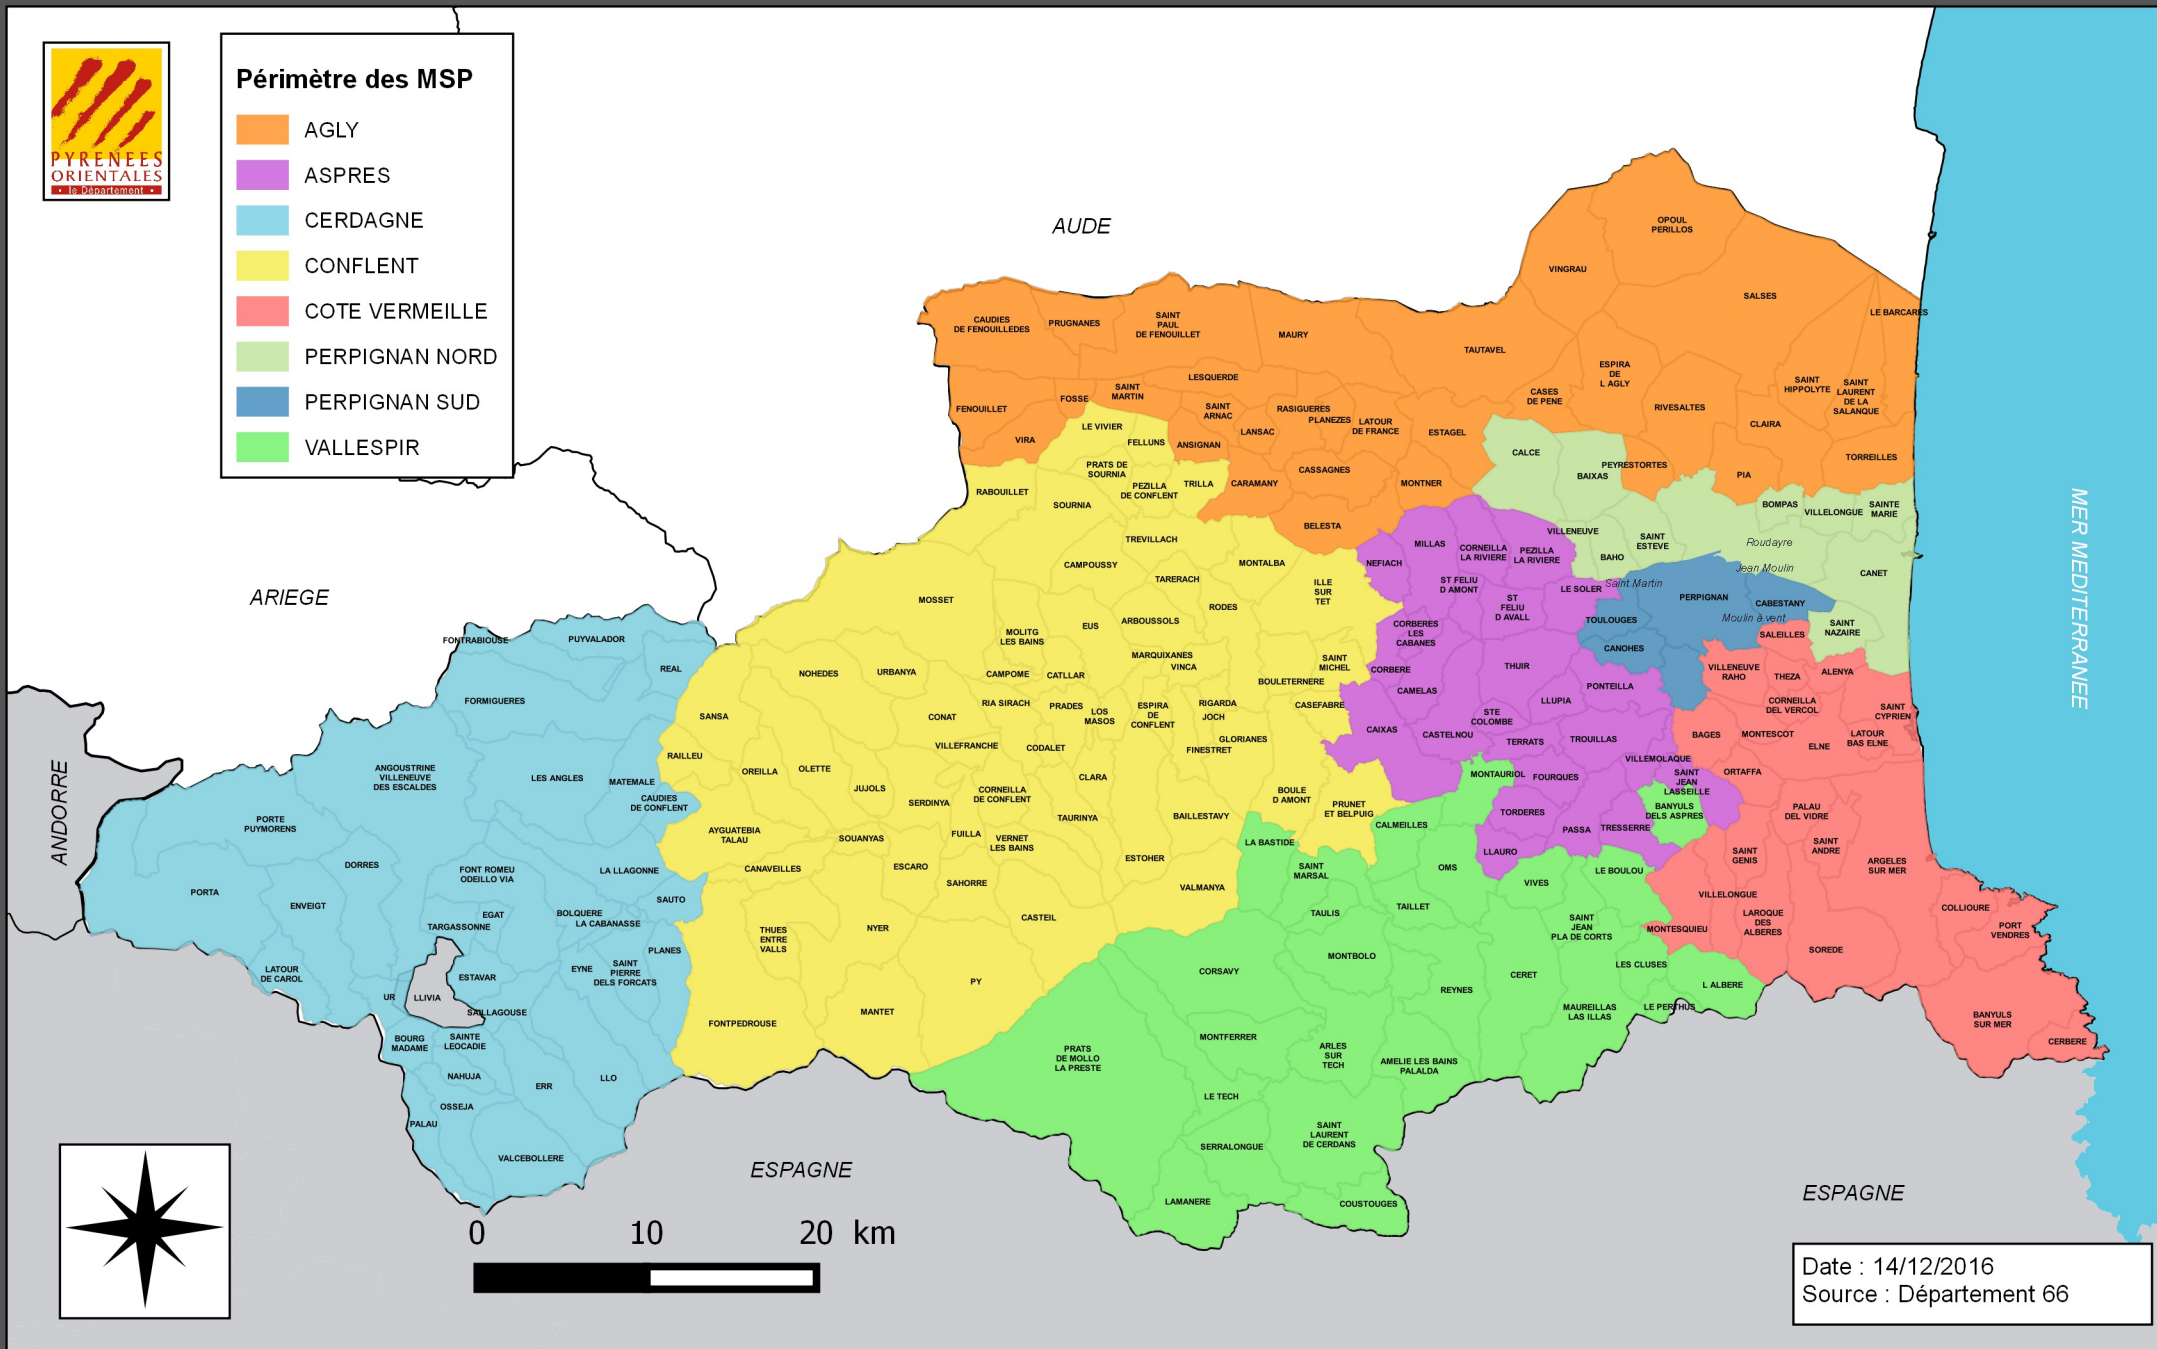 PYRENEES
ORIENTALES
• le Département •
Périmètre des MSP
AGLY
ASPRES
CERDAGNE
CONFLENT
COTE VERMEILLE
PERPIGNAN NORD
PERPIGNAN SUD
VALLESPIR
AUDE
ARIEGE
ANDORRE
ESPAGNE
ESPAGNE
MER MEDITERRANEE
OPOUL
PERILLOS
VINGRAU
SALSES
LE BARCARES
CAUDIES
DE FENOUILLEDES
PRUGNANES
SAINT
PAUL
DE FENOUILLET
MAURY
TAUTAVEL
ESPIRA
DE
L AGLY
CASES
DE PENE
RIVESALTES
SAINT
HIPPOLYTE
SAINT
LAURENT
DE LA
SALANQUE
CLAIRA
TORREILLES
PIA
PEYRESTORTES
FENOUILLET
FOSSE
SAINT
MARTIN
LESQUERDE
VIRA
SAINT
ARNAC
LANSAC
RASIGUERES
PLANEZES
LATOUR
DE FRANCE
ESTAGEL
ANSIGNAN
CARAMANY
CASSAGNES
MONTNER
BELESTA
LE VIVIER
FELLUNS
PRATS DE
SOURNIA
PEZILLA
DE CONFLENT
TRILLA
RABOUILLET
SOURNIA
TREVILLACH
CAMPOUSSY
TARERACH
MONTALBA
ILLE
SUR
TET
RODES
MOSSET
MOLITG
LES BAINS
EUS
ARBOUSSOLS
MARQUIXANES
VINCA
SAINT
MICHEL
BOULETERNERE
CASEFABRE
NOHEDES
URBANYA
CAMPOME
CATLLAR
RIA SIRACH
PRADES
LOS
MASOS
ESPIRA
DE
CONFLENT
RIGARDA
JOCH
GLORIANES
FINESTRET
SANSA
CONAT
VILLEFRANCHE
CODALET
RAILLEU
OREILLA
OLETTE
JUJOLS
SERDINYA
CORNEILLA
DE CONFLENT
CLARA
TAURINYA
BAILLESTAVY
BOULE
D AMONT
PRUNET
ET BELPUIG
AYGUATEBIA
TALAU
SOUANYAS
FUILLA
VERNET
LES BAINS
CANAVEILLES
ESCARO
SAHORRE
ESTOHER
VALMANYA
CASTEIL
THUES
ENTRE
VALLS
NYER
PY
MANTET
FONTPEDROUSE
CALCE
BAIXAS
VILLENEUVE
BAHO
SAINT
ESTEVE
BOMPAS
VILLELONGUE
SAINTE
MARIE
Roudayre
Jean Moulin
CANET
SAINT
NAZAIRE
Saint Martin
PERPIGNAN
CABESTANY
Moulin à vent
TOULOUGES
CANOHES
NEFIACH
MILLAS
CORNEILLA
LA RIVIERE
PEZILLA
LA RIVIERE
ST FELIU
D AMONT
ST
FELIU
D AVALL
LE SOLER
CORBERES
LES
CABANES
CORBERE
CAMELAS
THUIR
LLUPIA
PONTEILLA
CAIXAS
CASTELNOU
STE
COLOMBE
TERRATS
TROUILLAS
VILLEMOLAQUE
SAINT
JEAN
LASSEILLE
FOURQUES
TORDERES
PASSA
TRESSERRE
LLAURO
MONTAURIOL
BANYULS
DELS ASPRES
CALMEILLES
LA BASTIDE
SAINT
MARSAL
OMS
VIVES
LE BOULOU
TAULIS
TAILLET
SAINT
JEAN
PLA DE CORTS
LES CLUSES
L ALBERE
LE PERTHUS
MAUREILLAS
LAS ILLAS
CERET
REYNES
MONTBOLO
CORSAVY
MONTFERRER
ARLES
SUR
TECH
AMELIE LES BAINS
PALALDA
PRATS
DE MOLLO
LA PRESTE
LE TECH
SERRALONGUE
SAINT
LAURENT
DE CERDANS
LAMANERE
COUSTOUGES
SALEILLES
VILLENEUVE
RAHO
THEZA
ALENYA
CORNEILLA
DEL VERCOL
SAINT
CYPRIEN
BAGES
MONTESCOT
ELNE
LATOUR
BAS ELNE
ORTAFFA
PALAU
DEL VIDRE
SAINT
GENIS
SAINT
ANDRE
ARGELES
SUR MER
VILLELONGUE
LAROQUE
DES
ALBERES
MONTESQUIEU
SOREDE
COLLIOURE
PORT
VENDRES
BANYULS
SUR MER
CERBERE
FONTRABIOUSE
PUYVALADOR
REAL
FORMIGUERES
ANGOUSTRINE
VILLENEUVE
DES ESCALDES
LES ANGLES
MATEMALE
CAUDIES
DE CONFLENT
PORTE
PUYMORENS
DORRES
FONT ROMEU
ODEILLO VIA
LA LLAGONNE
PORTA
ENVEIGT
EGAT
TARGASSONNE
BOLQUERE
LA CABANASSE
SAUTO
PLANES
SAINT
PIERRE
DELS FORCATS
EYNE
ESTAVAR
LATOUR
DE CAROL
UR
LLIVIA
SAILLAGOUSE
BOURG
MADAME
SAINTE
LEOCADIE
NAHUJA
ERR
LLO
OSSEJA
PALAU
VALCEBOLLERE
0 10 20 km
Date : 14/12/2016
Source : Département 66